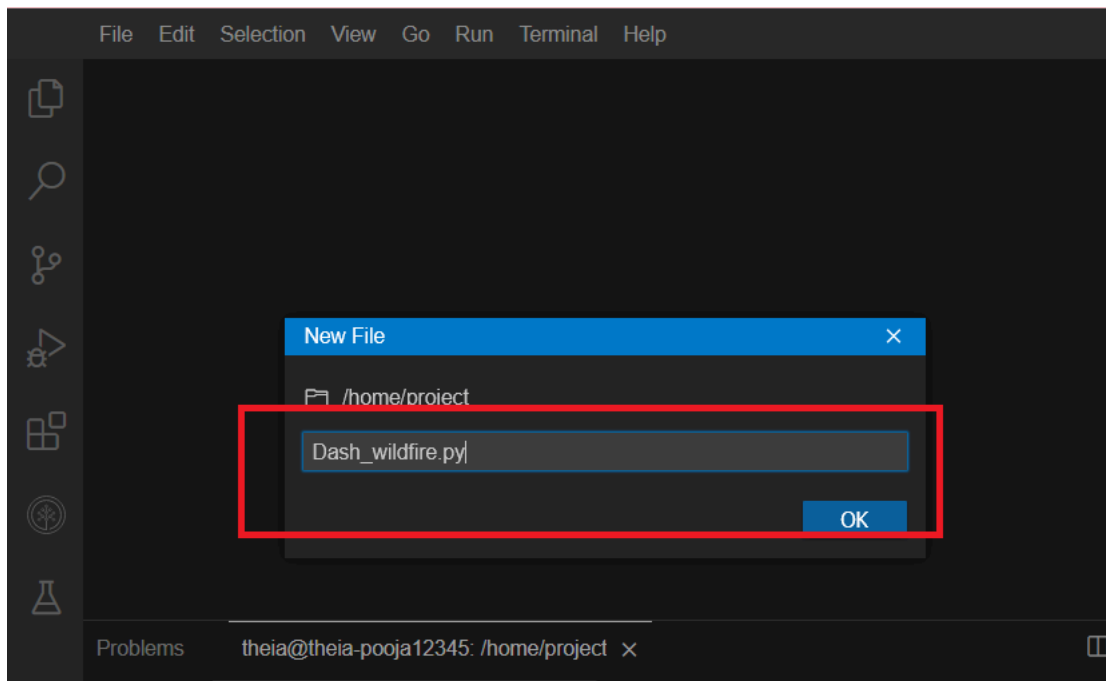 File Edit Selection View Go Run Terminal Help
New File
/home/project
Dash_wildfire.py
OK
Problems theia@theia-pooja12345: /home/project